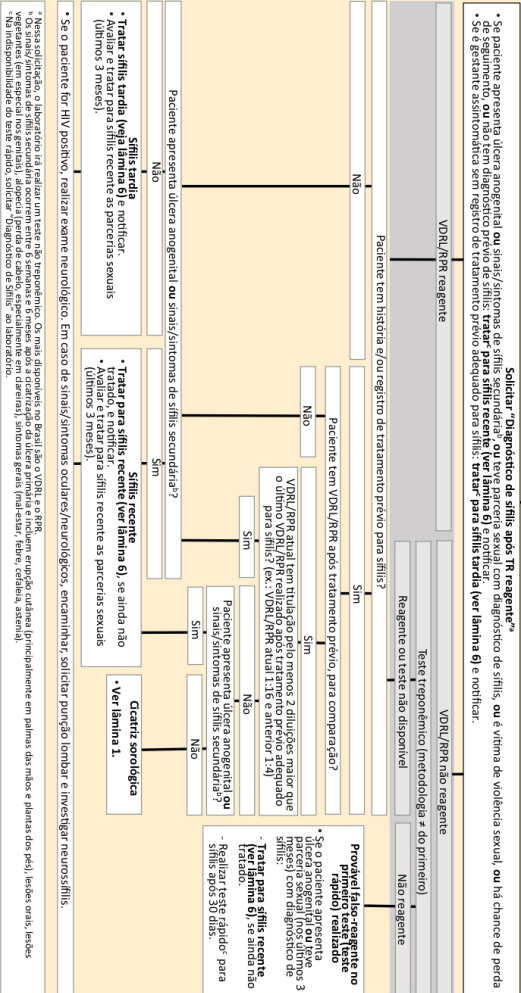 Solicitar “Diagnóstico de sífilis após TR reagente”ª
• Se paciente apresenta úlcera anogenital ou sinais/sintomas de sífilis secundáriaᵇ, ou teve parceria sexual com diagnóstico de sífilis, ou é vítima de violência sexual, ou há chance de perda
de seguimento, ou não tem diagnóstico prévio de sífilis: tratarᶜ para sífilis recente (ver lâmina 6) e notificar.
• Se é gestante assintomática sem registro de tratamento prévio adequado para sífilis: tratarᶜ para sífilis tardia (ver lâmina 6) e notificar.
VDRL/RPR reagente
VDRL/RPR não reagente
Teste treponêmico (metodologia ≠ do primeiro)
Reagente ou teste não disponível
Não reagente
Paciente tem história e/ou registro de tratamento prévio para sífilis?
Não
Sim
Paciente tem VDRL/RPR após tratamento prévio, para comparação?
Não
Sim
VDRL/RPR atual tem titulação pelo menos 2 diluições maior que
o último VDRL/RPR realizado após tratamento prévio adequado
para sífilis? (ex.: VDRL/RPR atual 1:16 e anterior 1:4)
Sim
Não
Paciente apresenta úlcera anogenital ou
sinais/sintomas de sífilis secundáriaᵇ?
Sim
Não
Provável falso-reagente no
primeiro teste (teste
rápido) realizado
• Se o paciente apresenta
úlcera anogenital ou teve
parceria sexual (nos últimos 3
meses) com diagnóstico de
sífilis:
- Tratar para sífilis recente
(ver lâmina 6), se ainda não
tratado.
- Realizar teste rápidoᶜ para
sífilis após 30 dias.
Paciente apresenta úlcera anogenital ou sinais/sintomas de sífilis secundáriaᵇ?
Não
Sim
Sífilis tardia
• Tratar sífilis tardia (veja lâmina 6) e notificar.
• Avaliar e tratar para sífilis recente as parcerias sexuais
(últimos 3 meses).
Sífilis recente
• Tratar para sífilis recente (ver lâmina 6), se ainda não
tratado, e notificar.
• Avaliar e tratar para sífilis recente as parcerias sexuais
(últimos 3 meses).
Cicatriz sorológica
• Ver lâmina 1.
• Se o paciente for HIV positivo, realizar exame neurológico. Em caso de sinais/sintomas oculares/neurológicos, encaminhar, solicitar punção lombar e investigar neurossífilis.
ª Nessa solicitação, o laboratório irá realizar um teste não treponêmico. Os mais disponíveis no Brasil são o VDRL e o RPR.
ᵇ Os sinais/sintomas de sífilis secundária ocorrem entre 6 semanas e 6 meses após a cicatrização da úlcera primária e incluem erupção cutânea (principalmente em palmas das mãos e plantas dos pés), lesões orais, lesões
vegetantes (em especial nos genitais), alopecia (perda de cabelo, especialmente em clareiras), sintomas gerais (mal-estar, febre, cefaleia, astenia).
ᶜ Na indisponibilidade do teste rápido, solicitar “Diagnóstico de Sífilis” ao laboratório.